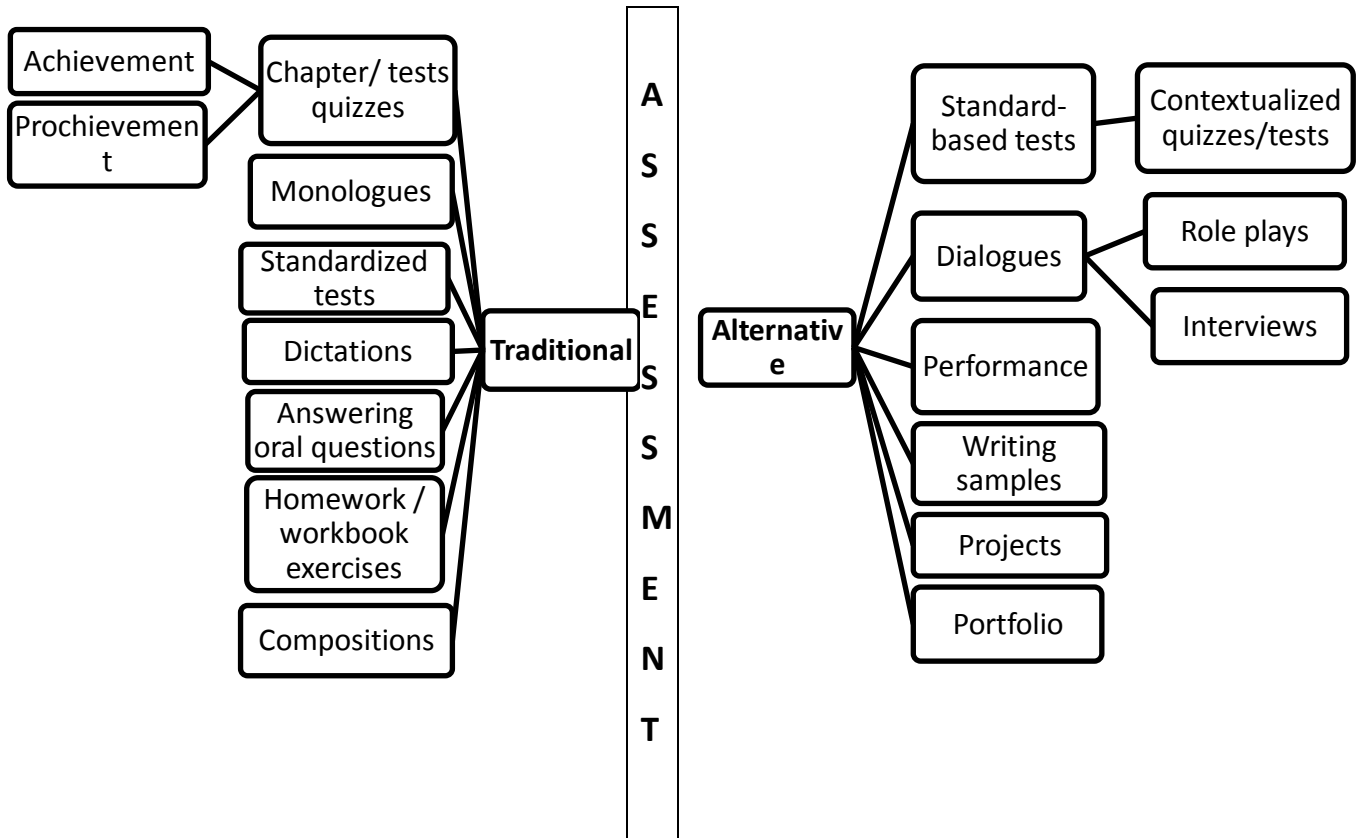 Achievement
Prochievemen
t
Chapter/ tests
quizzes
Monologues
Standardized
tests
Dictations
Answering
oral questions
Homework /
workbook
exercises
Compositions
Traditional
A
S
S
E
S
S
M
E
N
T
Alternativ
e
Standard-
based tests
Contextualized
quizzes/tests
Dialogues
Role plays
Interviews
Performance
Writing
samples
Projects
Portfolio